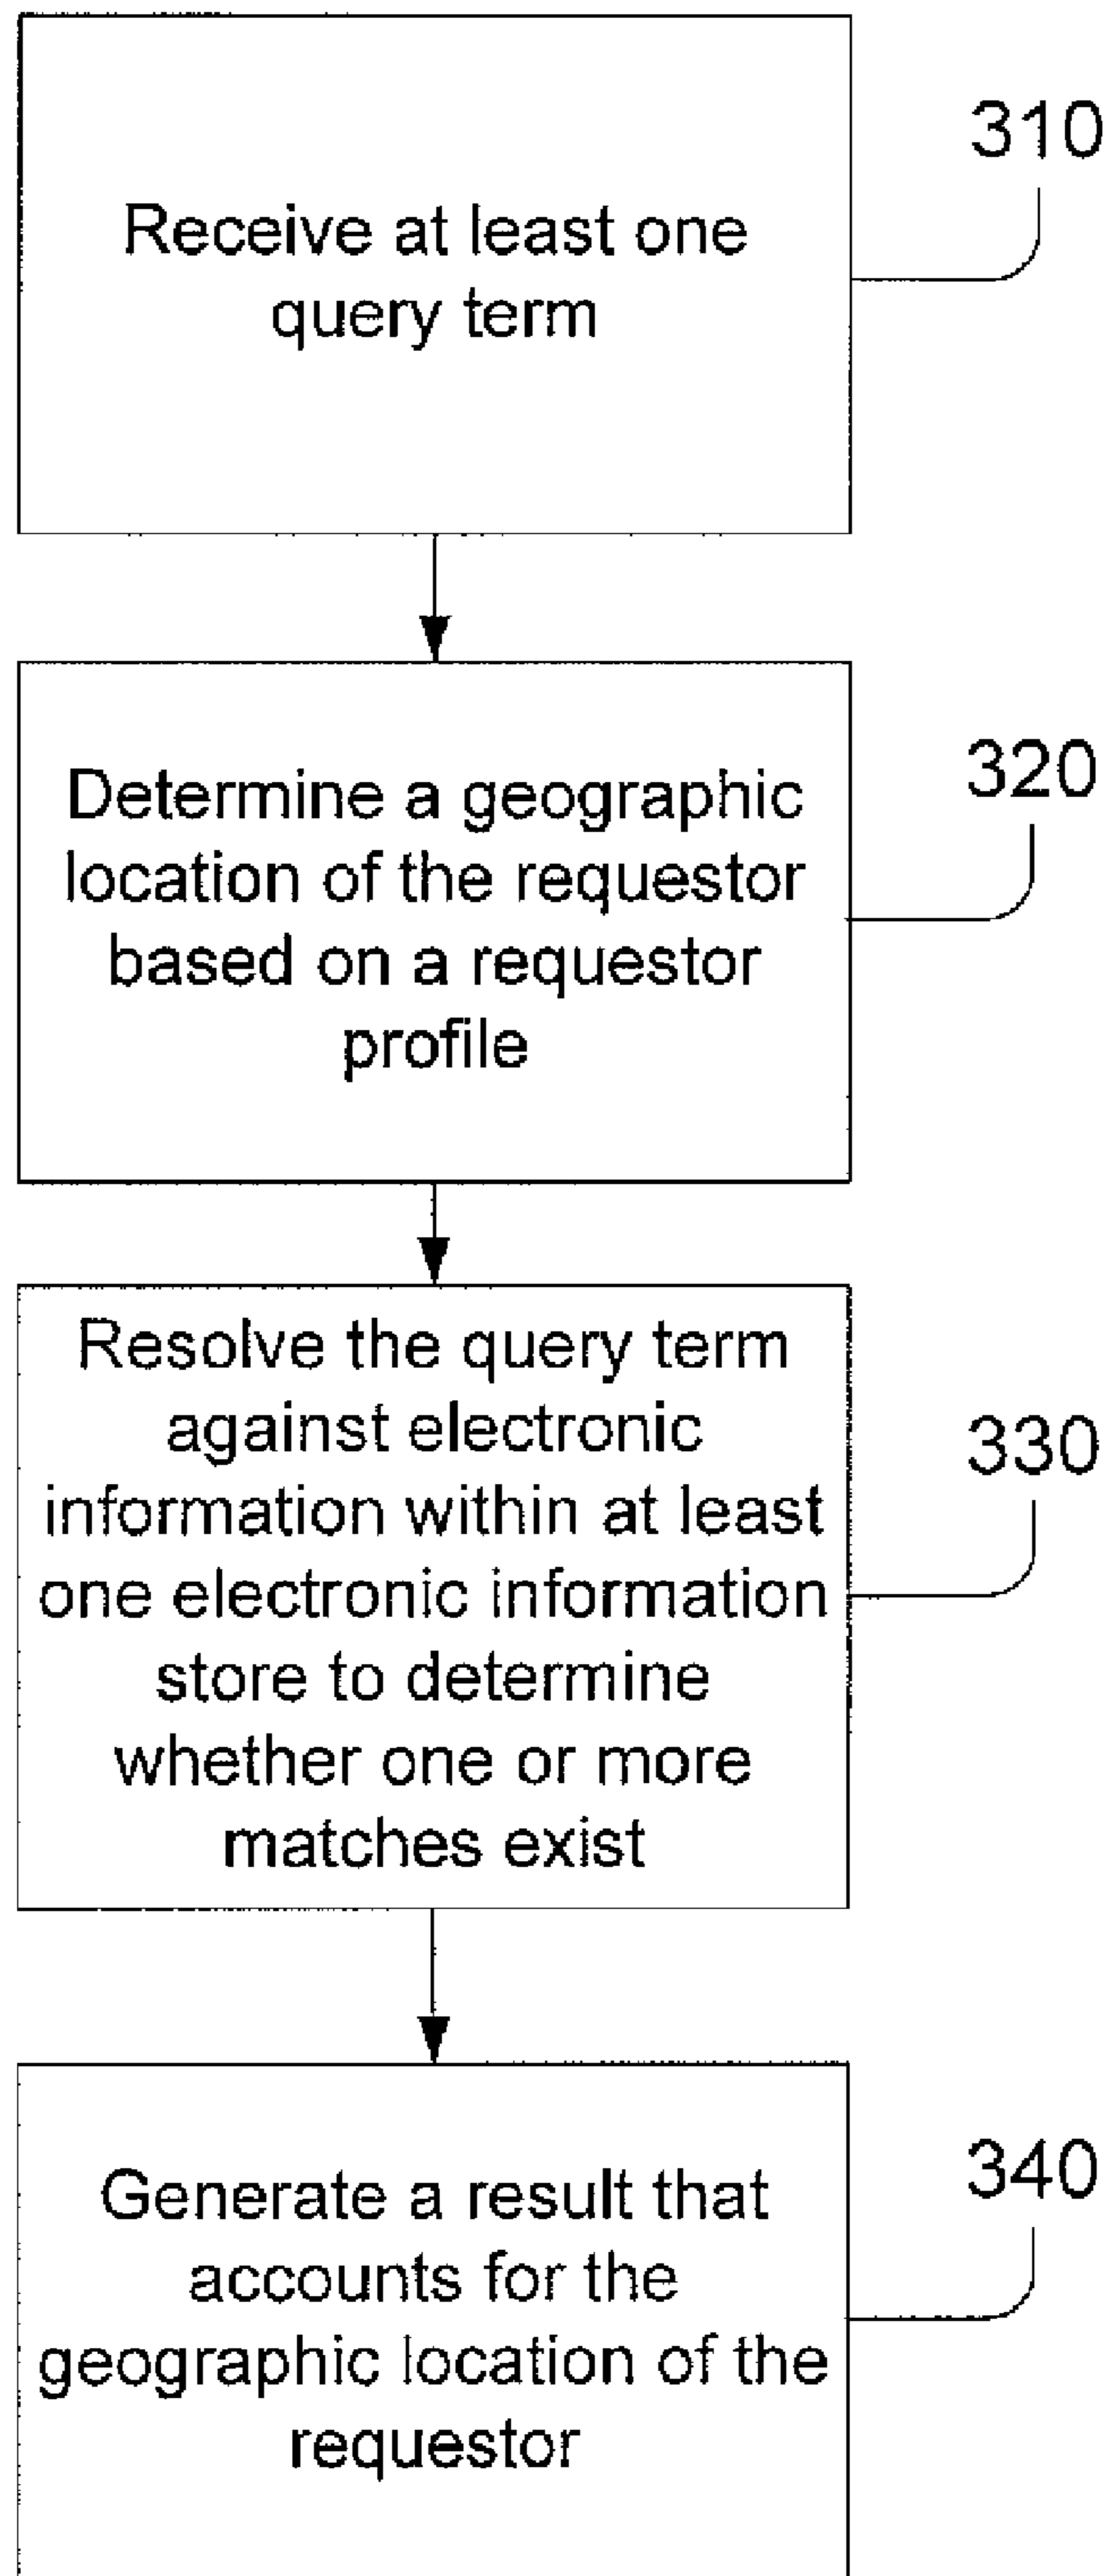 Receive at least one
query term
310
Determine a geographic
location of the requestor
based on a requestor
profile
320
Resolve the query term
against electronic
information within at least
one electronic information
store to determine
whether one or more
matches exist
330
Generate a result that
accounts for the
geographic location of the
requestor
340